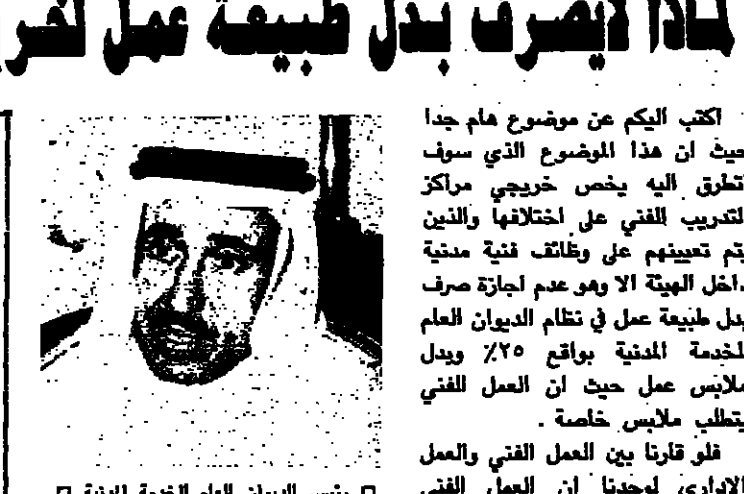 لماذا لايصرف بدل طبيعة عمل لخر
اكتب اليكم عن موضوع هام جدا
حيث ان هذا الموضوع الذي سوف
اتطرق اليه يخص خريجي مراكز
التدريب الفني على اختلافها والذين
يتم تعيينهم على وظائف فنية مدنية
داخل الهيئة الا وهو عدم اجازة صرف
بدل طبيعة عمل في نظام الديوان العام
للخدمة المدنية بواقع ٢٥٪ وبدل
ملابس عمل حيث ان العمل الفني
يتطلب ملابس خاصة .
فلو قارنا بين العمل الفني والعمل
الاداري لوجدنا ان العمل الفني
الديوان العام للخدمة المدنية